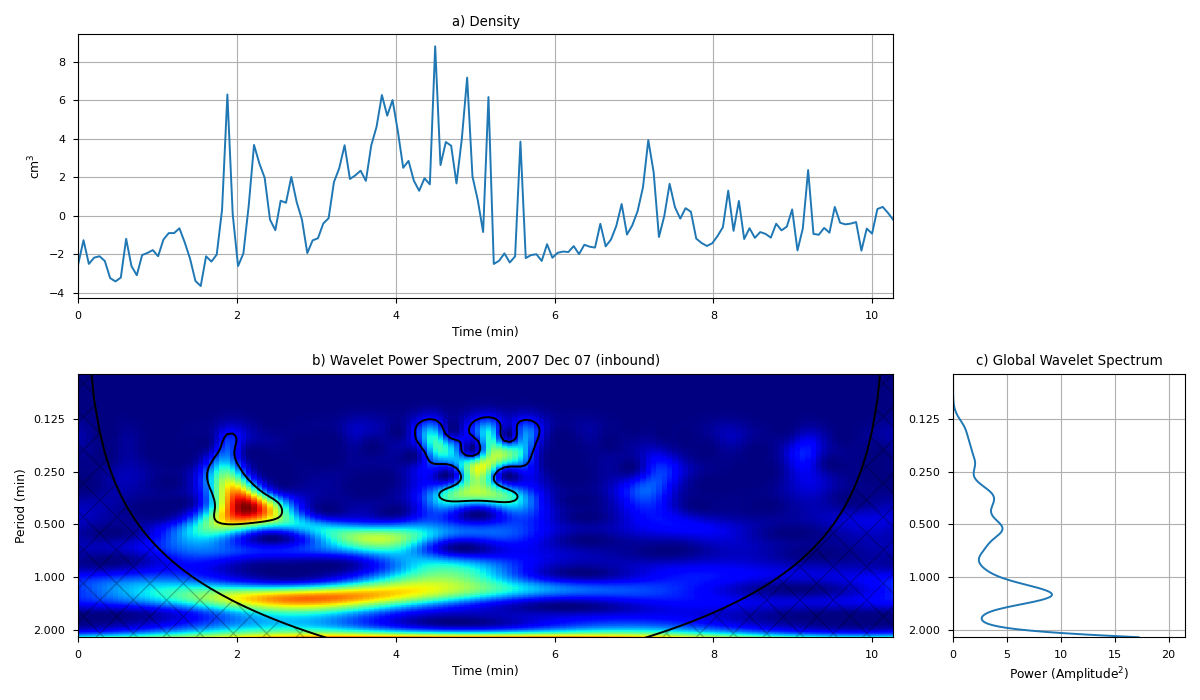 a) Density
cm³
8
6
4
2
0
−2
−4
0 2 4 6 8 10
Time (min)
b) Wavelet Power Spectrum, 2007 Dec 07 (inbound)
Period (min)
0.125
0.250
0.500
1.000
2.000
0 2 4 6 8 10
Time (min)
c) Global Wavelet Spectrum
0.125
0.250
0.500
1.000
2.000
0 5 10 15 20
Power (Amplitude²)